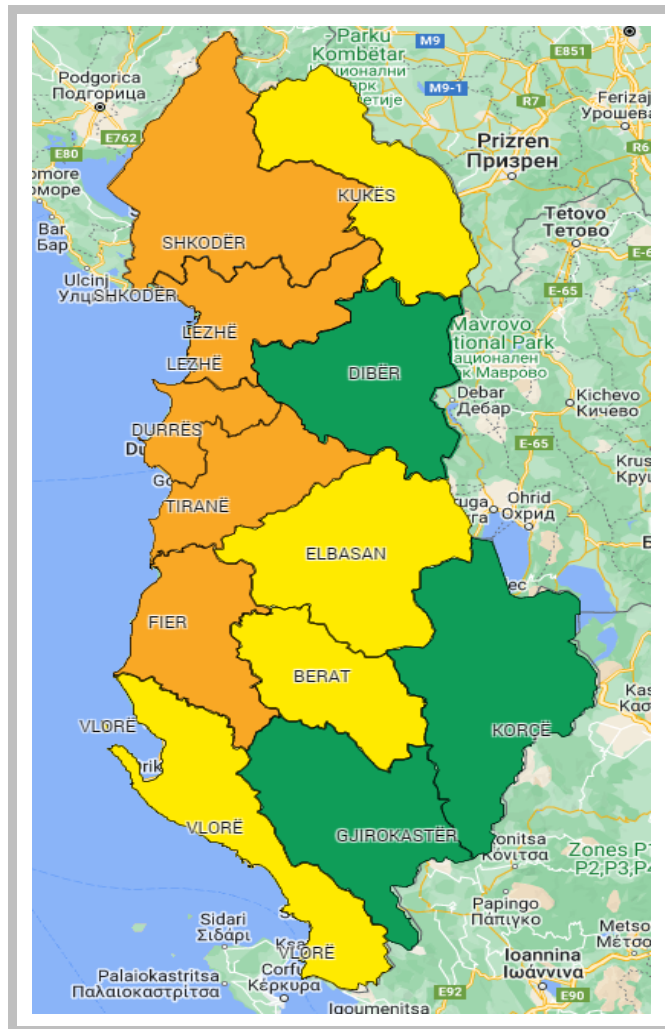 Parku
Kombëtar
M9
E851
Podgorica
Подгорица
M9-1
R7
Ferizaj
E762
Prizren
Призрен
E80
R6
KUKËS
Tetovo
Тетово
Bar
Бар
SHKODËR
Ulcinj
SHKODËR
E-65
LEZHË
Mavrovo
LEZHË
DIBËR
Debar
Дебар
Kichevo
Кичево
DURRËS
E-65
TIRANË
Ohrid
Охрид
ELBASAN
FIER
BERAT
VLORË
KORÇË
VLORË
GJIROKASTËR
Κόνιτσα
Zones
Papingo
Πάπιγκο
Sidari
Σιδάρι
VLORË
Ioannina
Ιωάννινα
Palaiokastritsa
Παλαιοκαστρίτσα
Κέρκυρα
E92
E90
Igoumenitsa